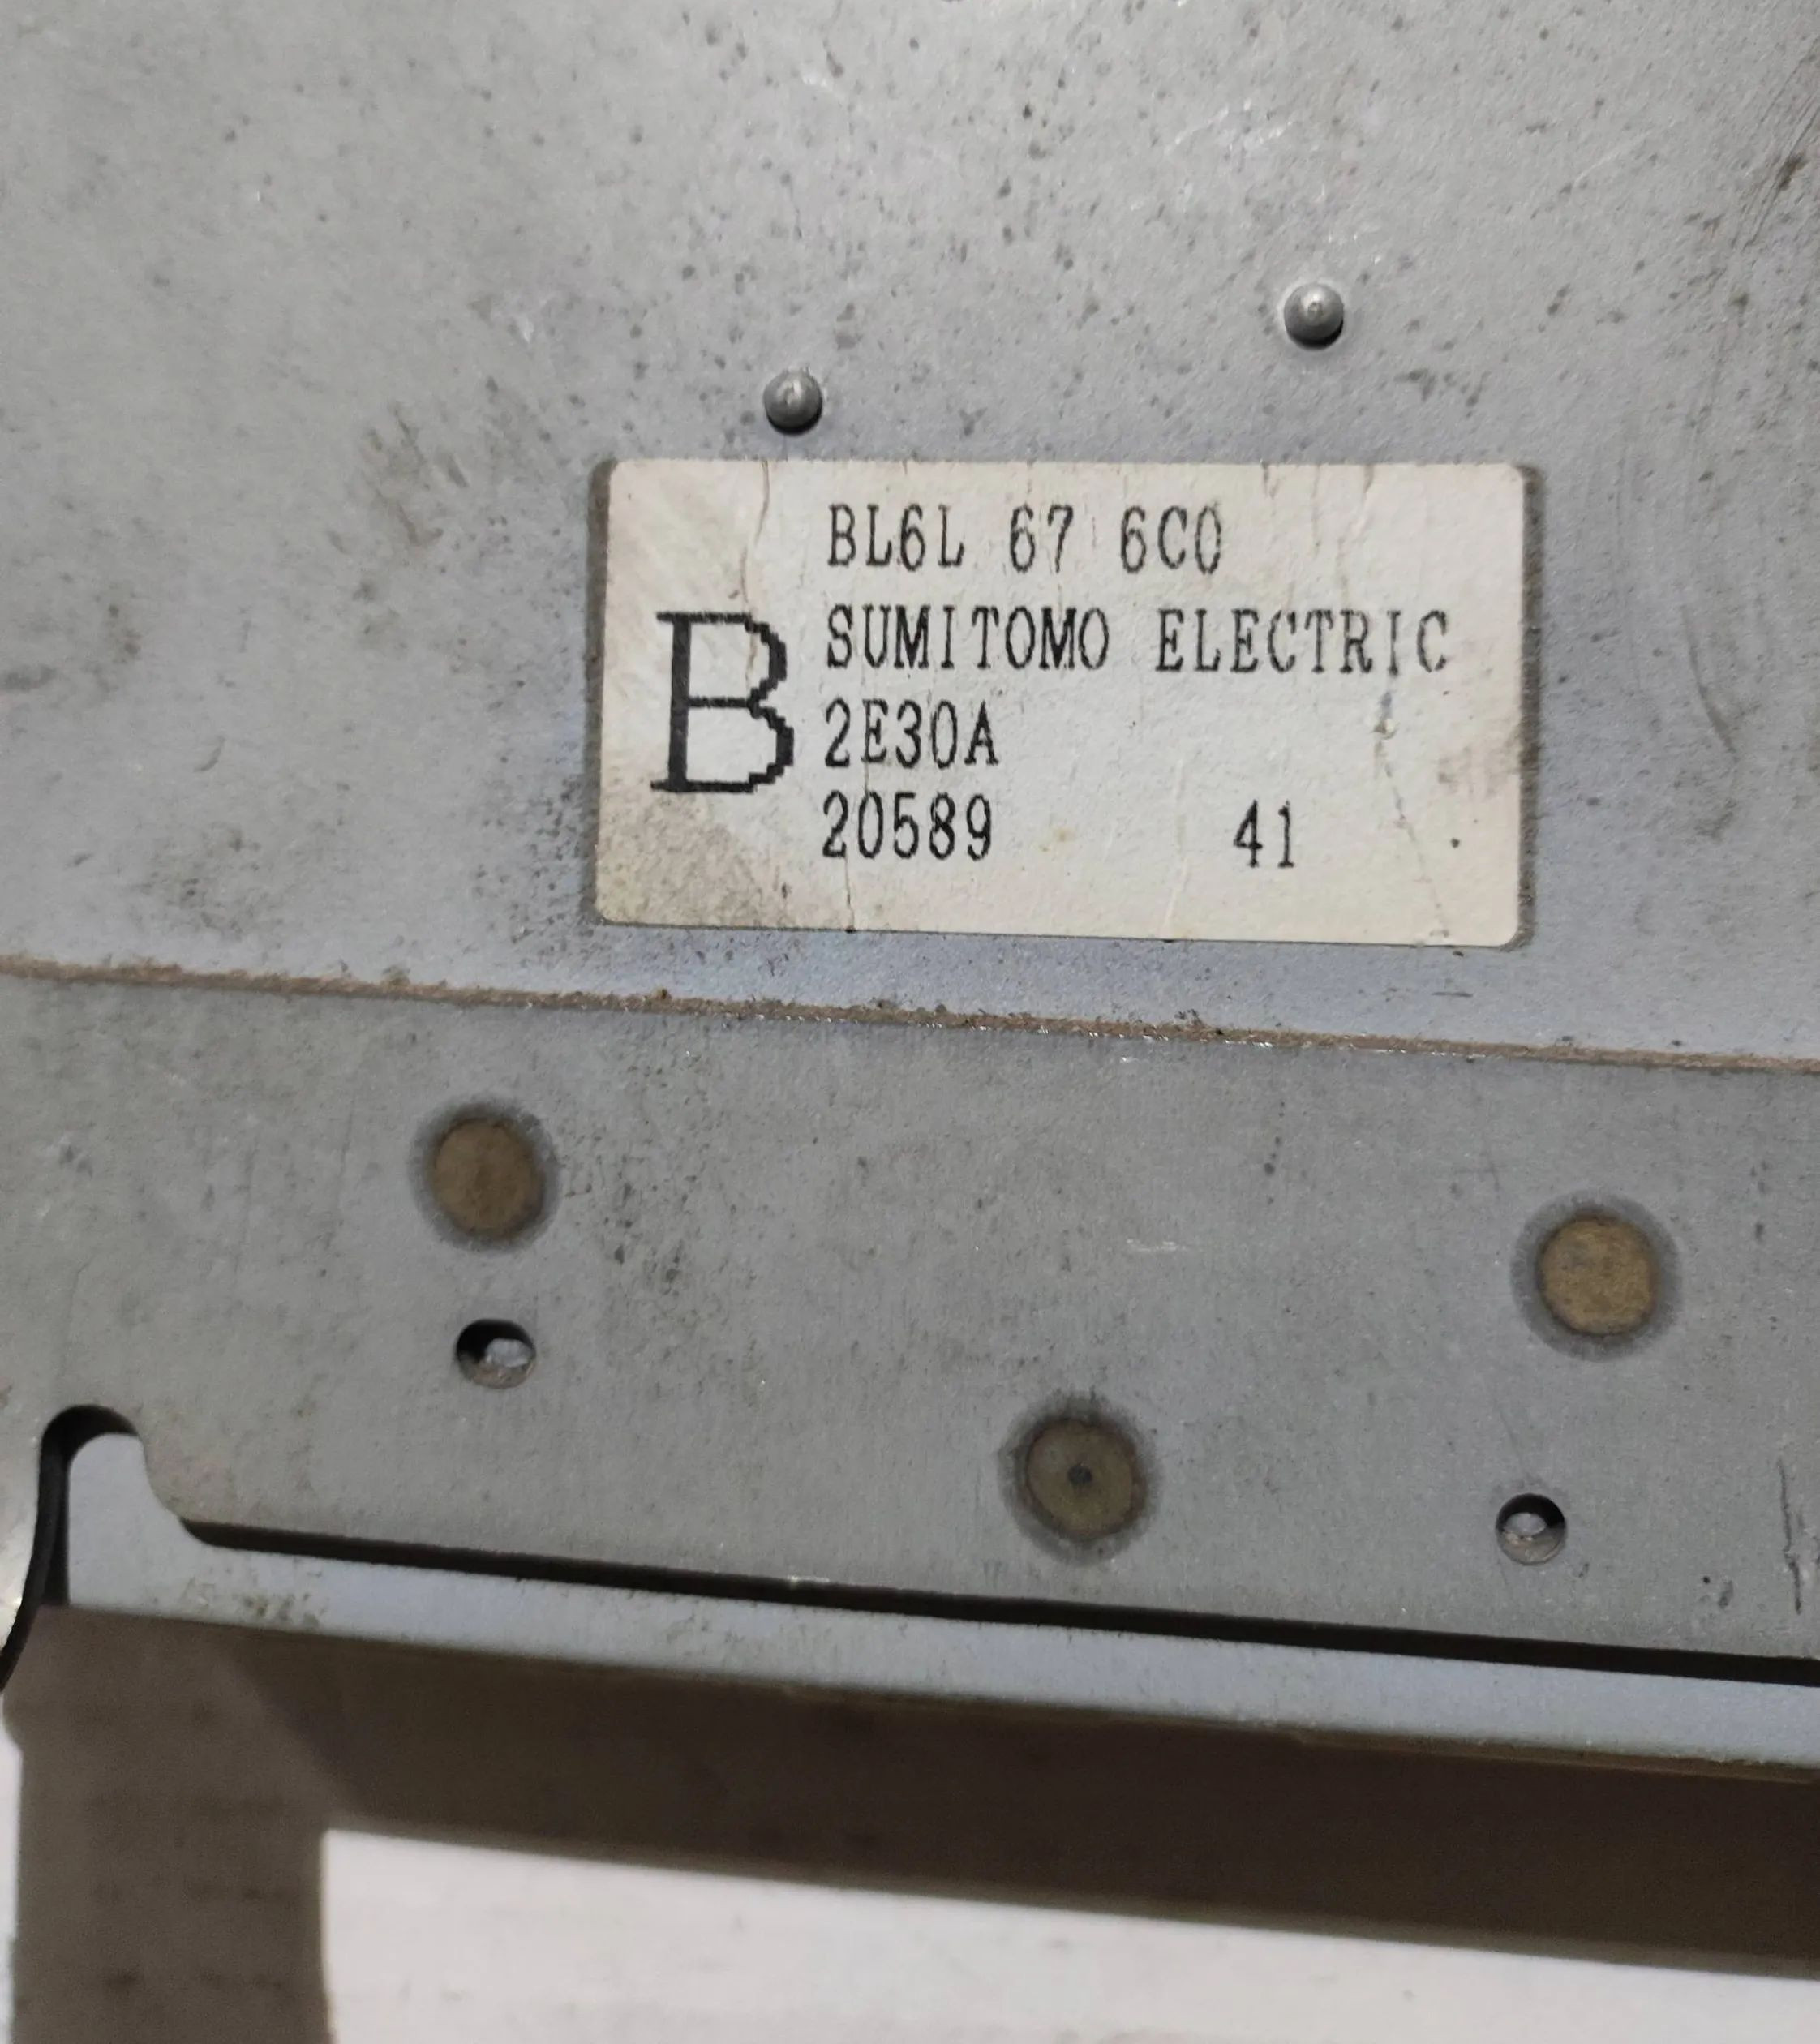 BL6L 67 6C0
B
SUMITOMO ELECTRIC
2E30A
20589 41